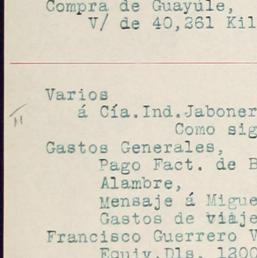 Compra de Guayule,
V/ de 40,261 Kil
Varios
á Cía.Ind.Jaboner
Como sig
Gastos Generales,
Pago Fact. de B
Alambre,
Mensaje á Migue
Gastos de viaje
Francisco Guerrero V
Equiv.Dls. 1200